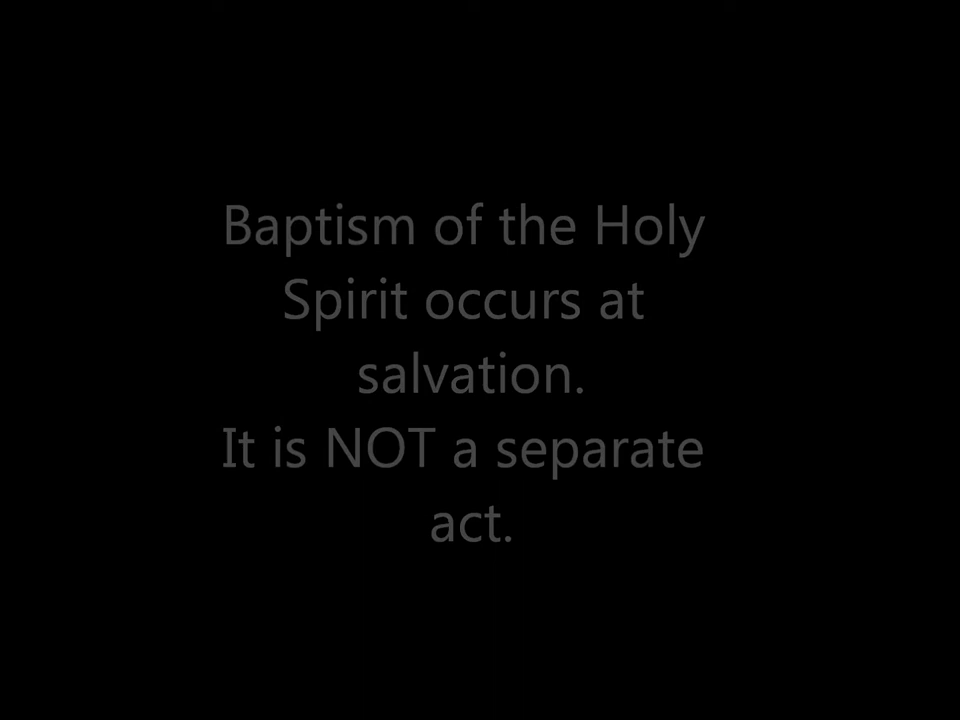 Baptism of the Holy
Spirit occurs at
salvation.
It is NOT a separate
act.